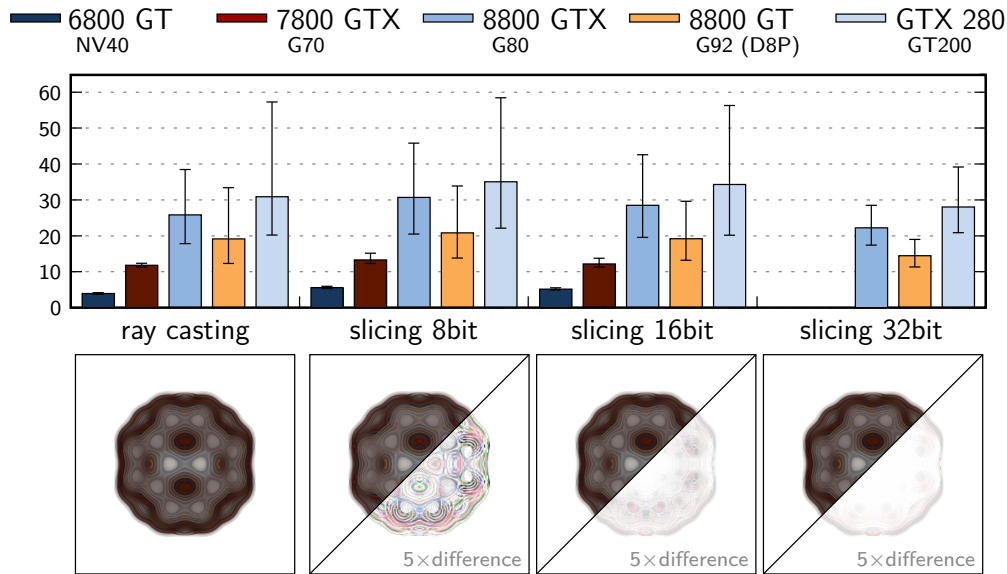 6800 GT 7800 GTX 8800 GTX 8800 GT GTX 280
NV40 G70 G80 G92 (D8P) GT200
60
50
40
30
20
10
0
ray casting slicing 8bit slicing 16bit slicing 32bit
5×difference 5×difference 5×difference